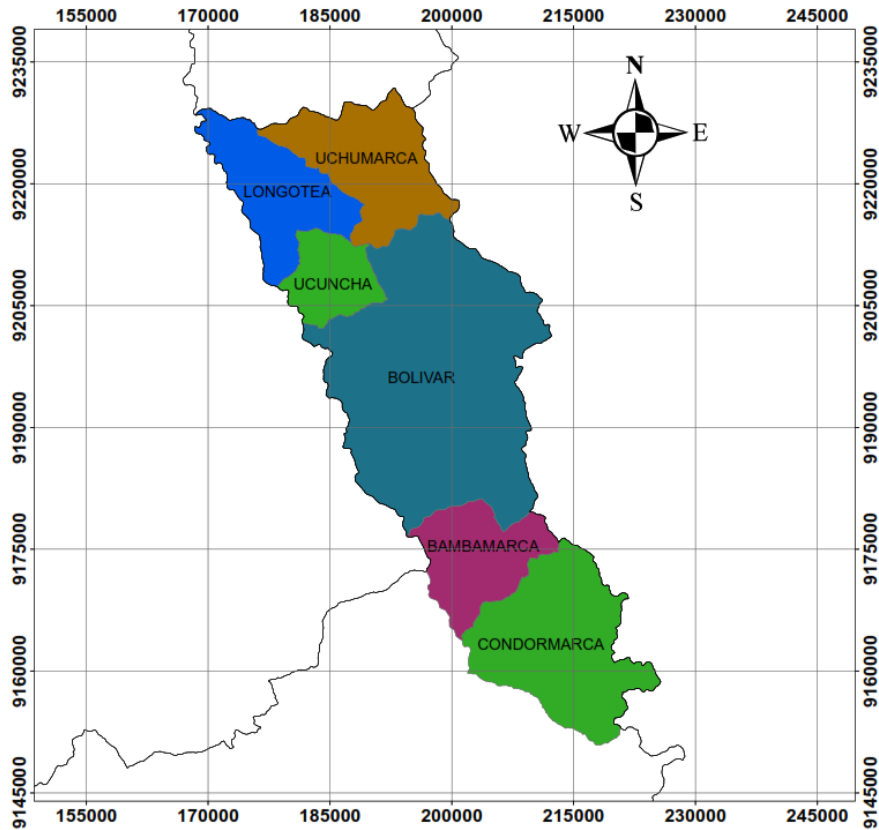 155000 170000 185000 200000 215000 230000 245000
9235000 9235000
N
W E
S
UCHUMARCA
9220000 9220000
LONGOTEA
UCUNCHA
9205000 9205000
BOLIVAR
9190000 9190000
BAMBAMARCA
9175000 9175000
CONDORMARCA
9160000 9160000
9145000 9145000
155000 170000 185000 200000 215000 230000 245000